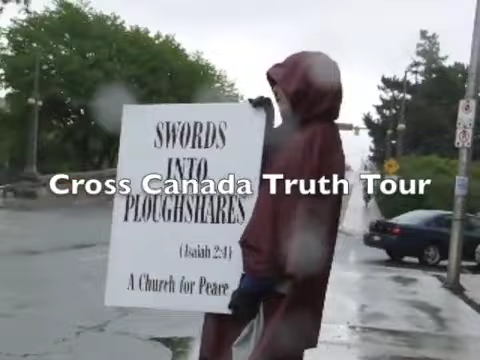 SWORDS
INTO
Cross Canada Truth Tour
PLOUGHSHARES
(Isaiah 2:4)
A Church for Peace